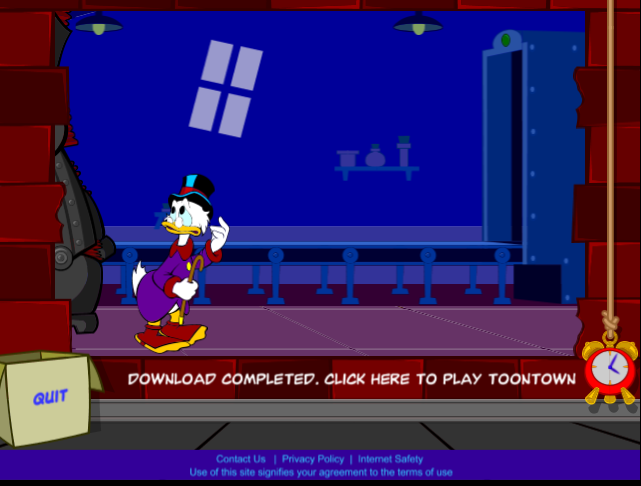 DOWNLOAD COMPLETED. CLICK HERE TO PLAY TOONTOWN
QUIT
Contact Us | Privacy Policy | Internet Safety
Use of this site signifies your agreement to the terms of use